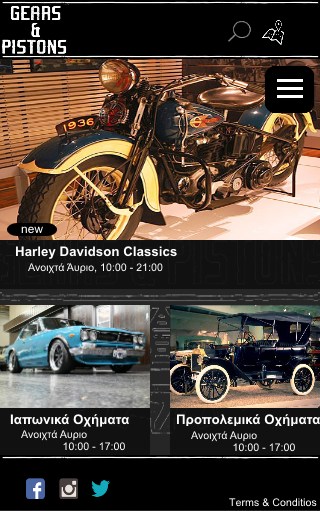 GEARS
&
PISTONS
1936
new
Harley Davidson Classics
Ανοιχτά Άυριο, 10:00 - 21:00
Ιαπωνικά Οχήματα
Ανοιχτά Αυριο
10:00 - 17:00
Προπολεμικά Οχήματα
Ανοιχτά Αυριο
10:00 - 17:00
Terms & Conditios